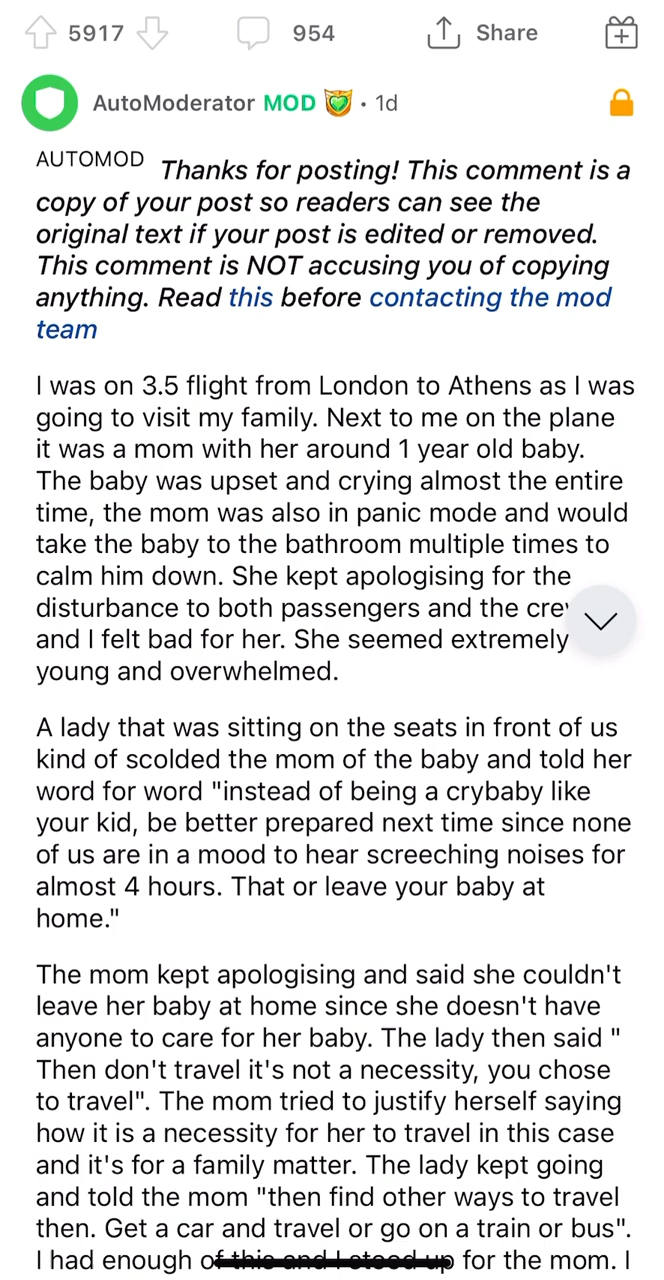 5917 954 Share
AutoModerator MOD · 1d
AUTOMOD Thanks for posting! This comment is a
copy of your post so readers can see the
original text if your post is edited or removed.
This comment is NOT accusing you of copying
anything. Read this before contacting the mod
team
I was on 3.5 flight from London to Athens as I was
going to visit my family. Next to me on the plane
it was a mom with her around 1 year old baby.
The baby was upset and crying almost the entire
time, the mom was also in panic mode and would
take the baby to the bathroom multiple times to
calm him down. She kept apologising for the
disturbance to both passengers and the cre
and I felt bad for her. She seemed extremely
young and overwhelmed.
A lady that was sitting on the seats in front of us
kind of scolded the mom of the baby and told her
word for word "instead of being a crybaby like
your kid, be better prepared next time since none
of us are in a mood to hear screeching noises for
almost 4 hours. That or leave your baby at
home."
The mom kept apologising and said she couldn't
leave her baby at home since she doesn't have
anyone to care for her baby. The lady then said "
Then don't travel it's not a necessity, you chose
to travel". The mom tried to justify herself saying
how it is a necessity for her to travel in this case
and it's for a family matter. The lady kept going
and told the mom "then find other ways to travel
then. Get a car and travel or go on a train or bus".
I had enough of this and I stood up for the mom. I